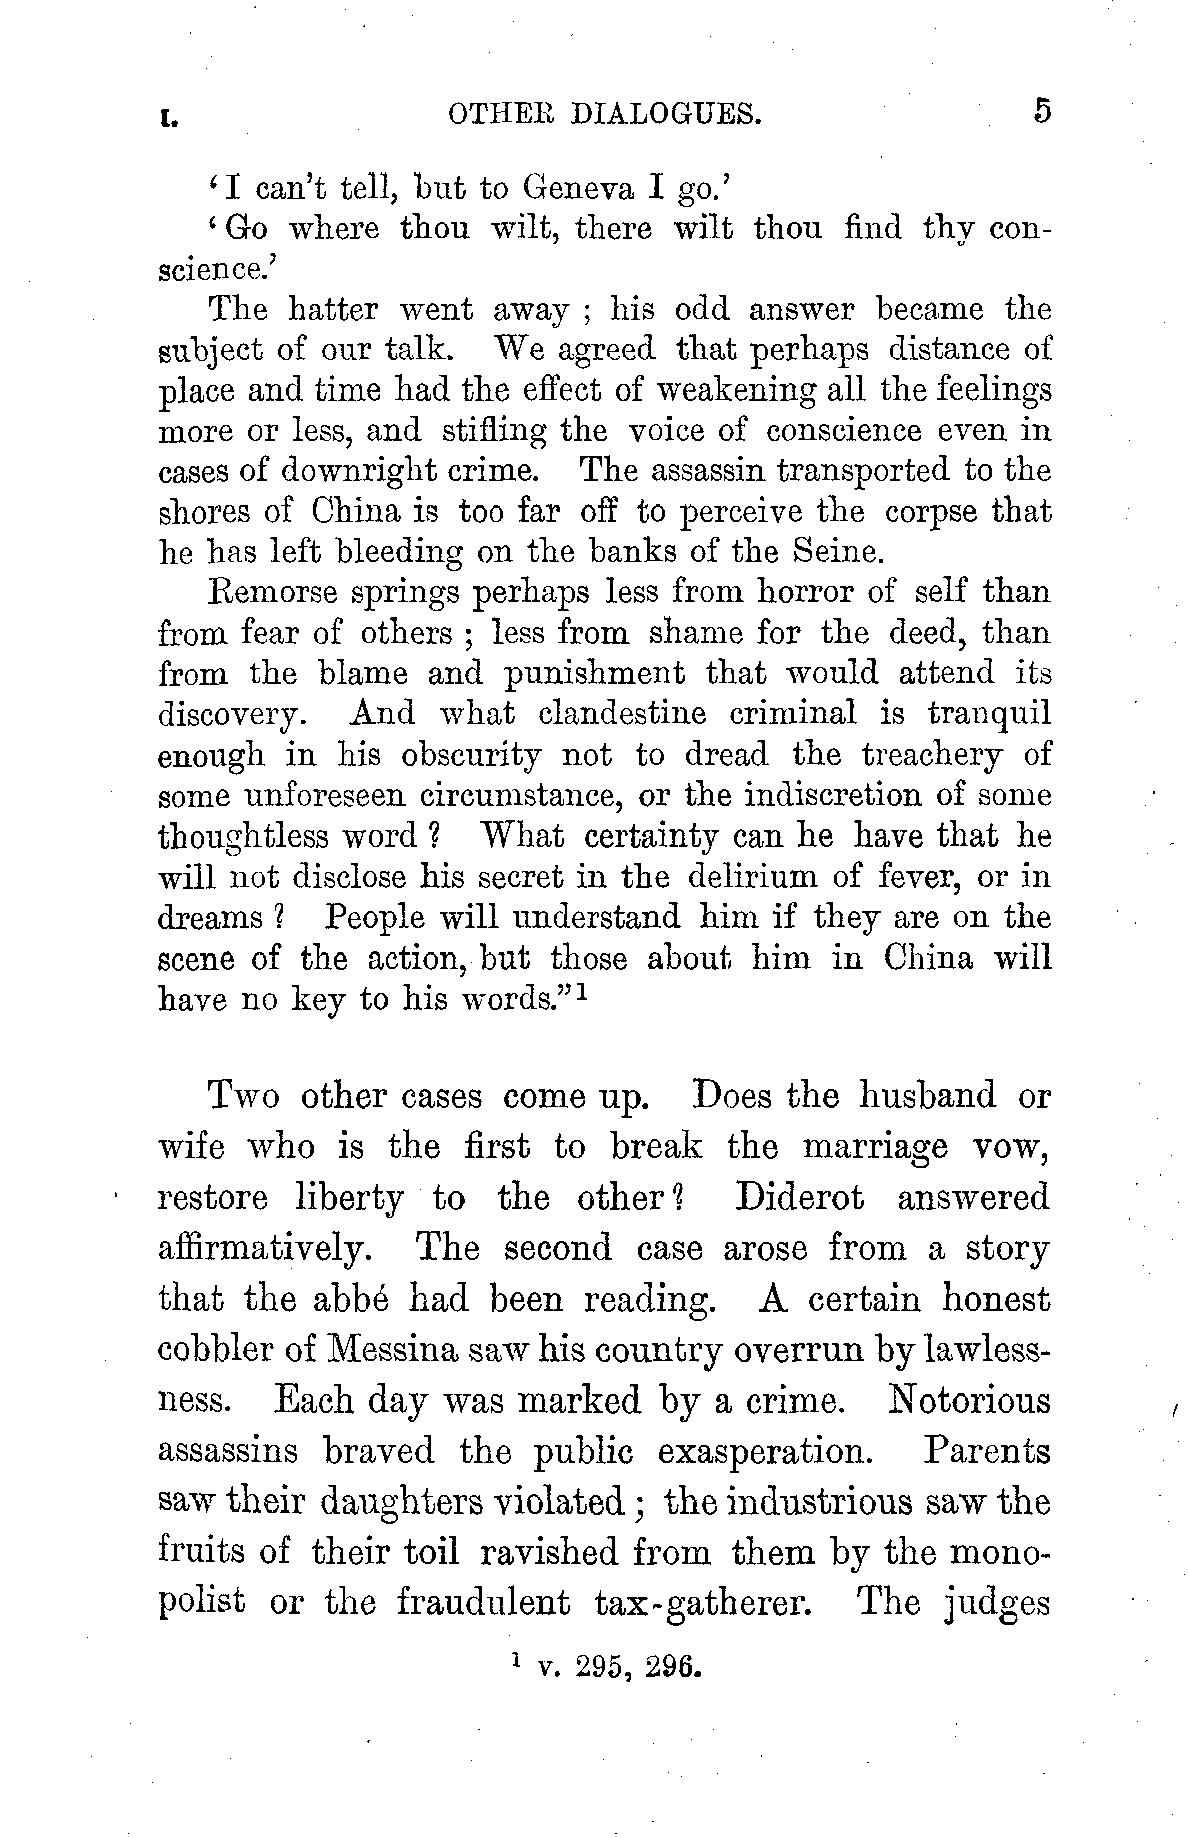 I. OTHER DIALOGUES. 5
‘I can’t tell, but to Geneva I go.’
‘Go where thou wilt, there wilt thou find thy con-
science.’
The hatter went away ; his odd answer became the
subject of our talk. We agreed that perhaps distance of
place and time had the effect of weakening all the feelings
more or less, and stifling the voice of conscience even in
cases of downright crime. The assassin transported to the
shores of China is too far off to perceive the corpse that
he has left bleeding on the banks of the Seine.
Remorse springs perhaps less from horror of self than
from fear of others ; less from shame for the deed, than
from the blame and punishment that would attend its
discovery. And what clandestine criminal is tranquil
enough in his obscurity not to dread the treachery of
some unforeseen circumstance, or the indiscretion of some
thoughtless word ? What certainty can he have that he
will not disclose his secret in the delirium of fever, or in
dreams ? People will understand him if they are on the
scene of the action, but those about him in China will
have no key to his words.”1
Two other cases come up. Does the husband or
wife who is the first to break the marriage vow,
restore liberty to the other ? Diderot answered
affirmatively. The second case arose from a story
that the abbé had been reading. A certain honest
cobbler of Messina saw his country overrun by lawless-
ness. Each day was marked by a crime. Notorious
assassins braved the public exasperation. Parents
saw their daughters violated ; the industrious saw the
fruits of their toil ravished from them by the mono-
polist or the fraudulent tax-gatherer. The judges
1 v. 295, 296.